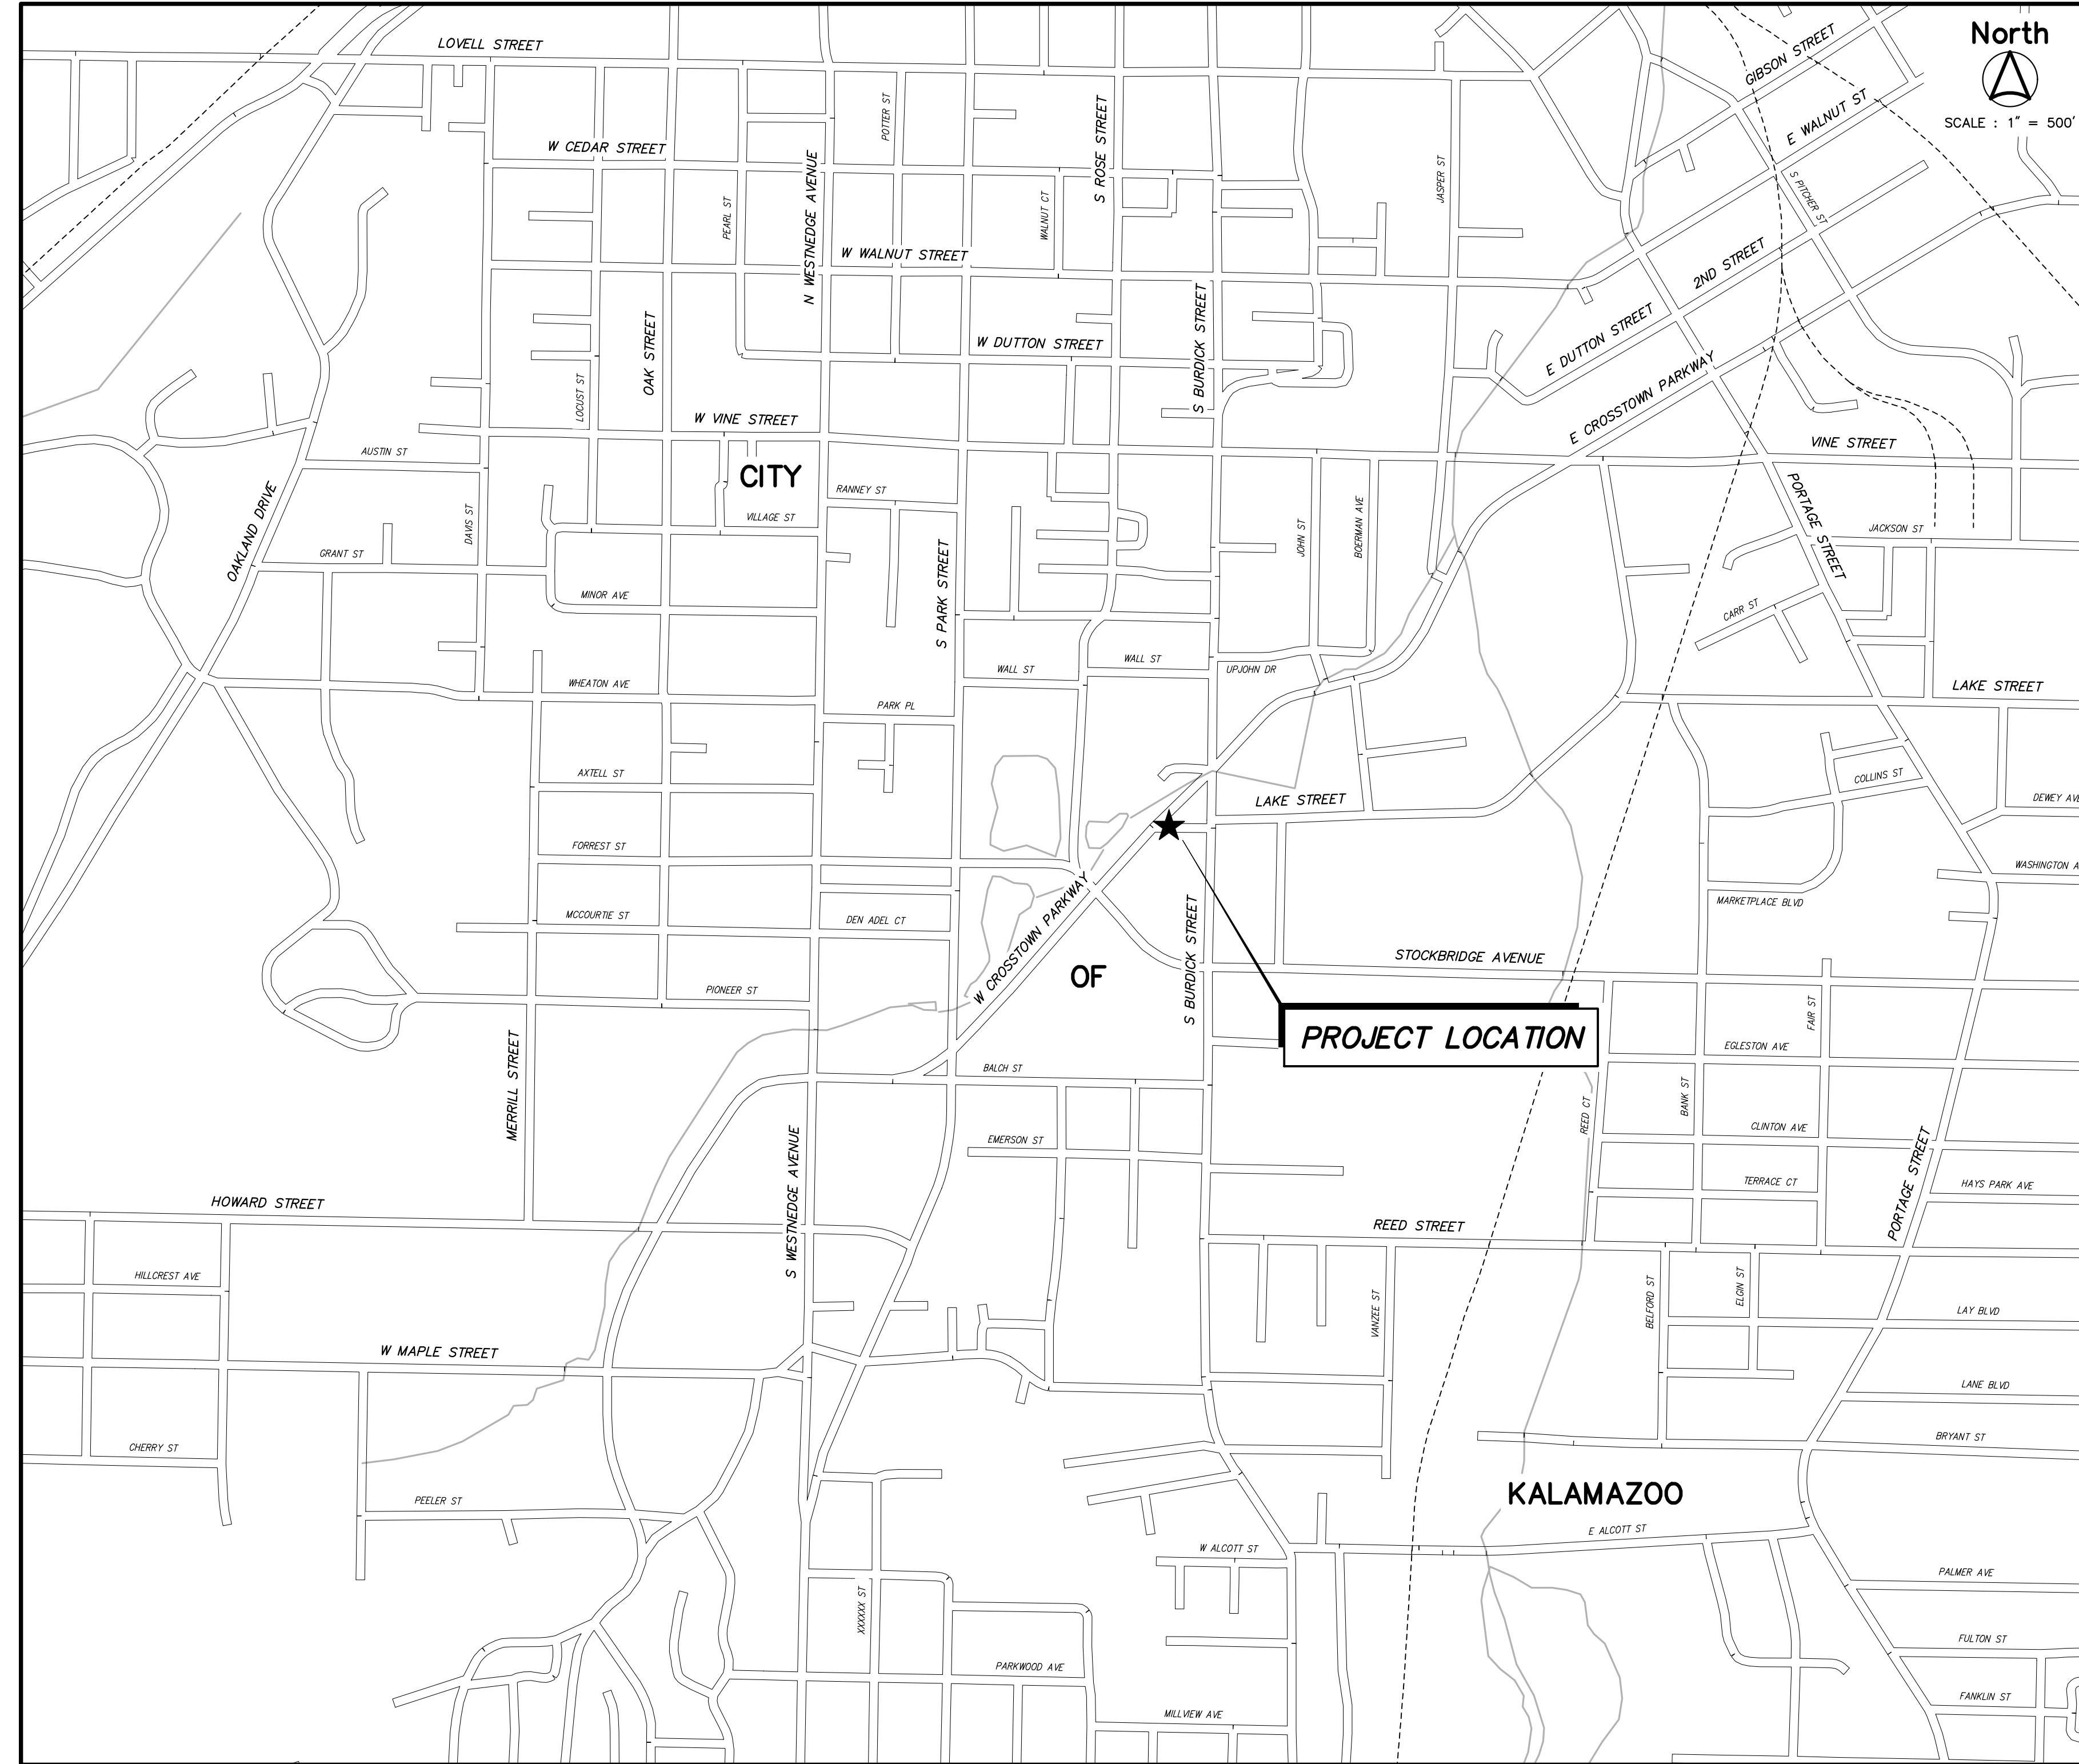 LOVELL STREET
North
SCALE : 1" = 500'
GIBSON STREET
E WALNUT ST
S PITCHER ST
2ND STREET
E DUTTON STREET
E CROSSTOWN PARKWAY
W CEDAR STREET
POTTER ST
S ROSE STREET
JASPER ST
PEARL ST
N WESTNEDGE AVENUE
WALNUT CT
W WALNUT STREET
OAK STREET
LOCUST ST
W DUTTON STREET
S BURDICK STREET
W VINE STREET
VINE STREET
AUSTIN ST
CITY
RANNEY ST
VILLAGE ST
OAKLAND DRIVE
DAVIS ST
GRANT ST
MINOR AVE
S PARK STREET
JOHN ST
BOERMAN AVE
PORTAGE STREET
JACKSON ST
CARR ST
WALL ST
WALL ST
UPJOHN DR
WHEATON AVE
PARK PL
LAKE STREET
AXTELL ST
LAKE STREET
COLLINS ST
DEWEY AVE
FORREST ST
WASHINGTON A
MCCOURTIE ST
DEN ADEL CT
MARKETPLACE BLVD
W CROSSTOWN PARKWAY
S BURDICK STREET
STOCKBRIDGE AVENUE
OF
PIONEER ST
FAIR ST
PROJECT LOCATION
EGLESTON AVE
MERRILL STREET
BALCH ST
REED CT
BANK ST
CLINTON AVE
EMERSON ST
S WESTNEDGE AVENUE
TERRACE CT
HAYS PARK AVE
PORTAGE STREET
HOWARD STREET
REED STREET
HILLCREST AVE
VANZEE ST
BELFORD ST
ELGIN ST
LAY BLVD
W MAPLE STREET
LANE BLVD
CHERRY ST
BRYANT ST
KALAMAZOO
PEELER ST
E ALCOTT ST
W ALCOTT ST
XXXXXX ST
PALMER AVE
FULTON ST
PARKWOOD AVE
FANKLIN ST
MILLVIEW AVE